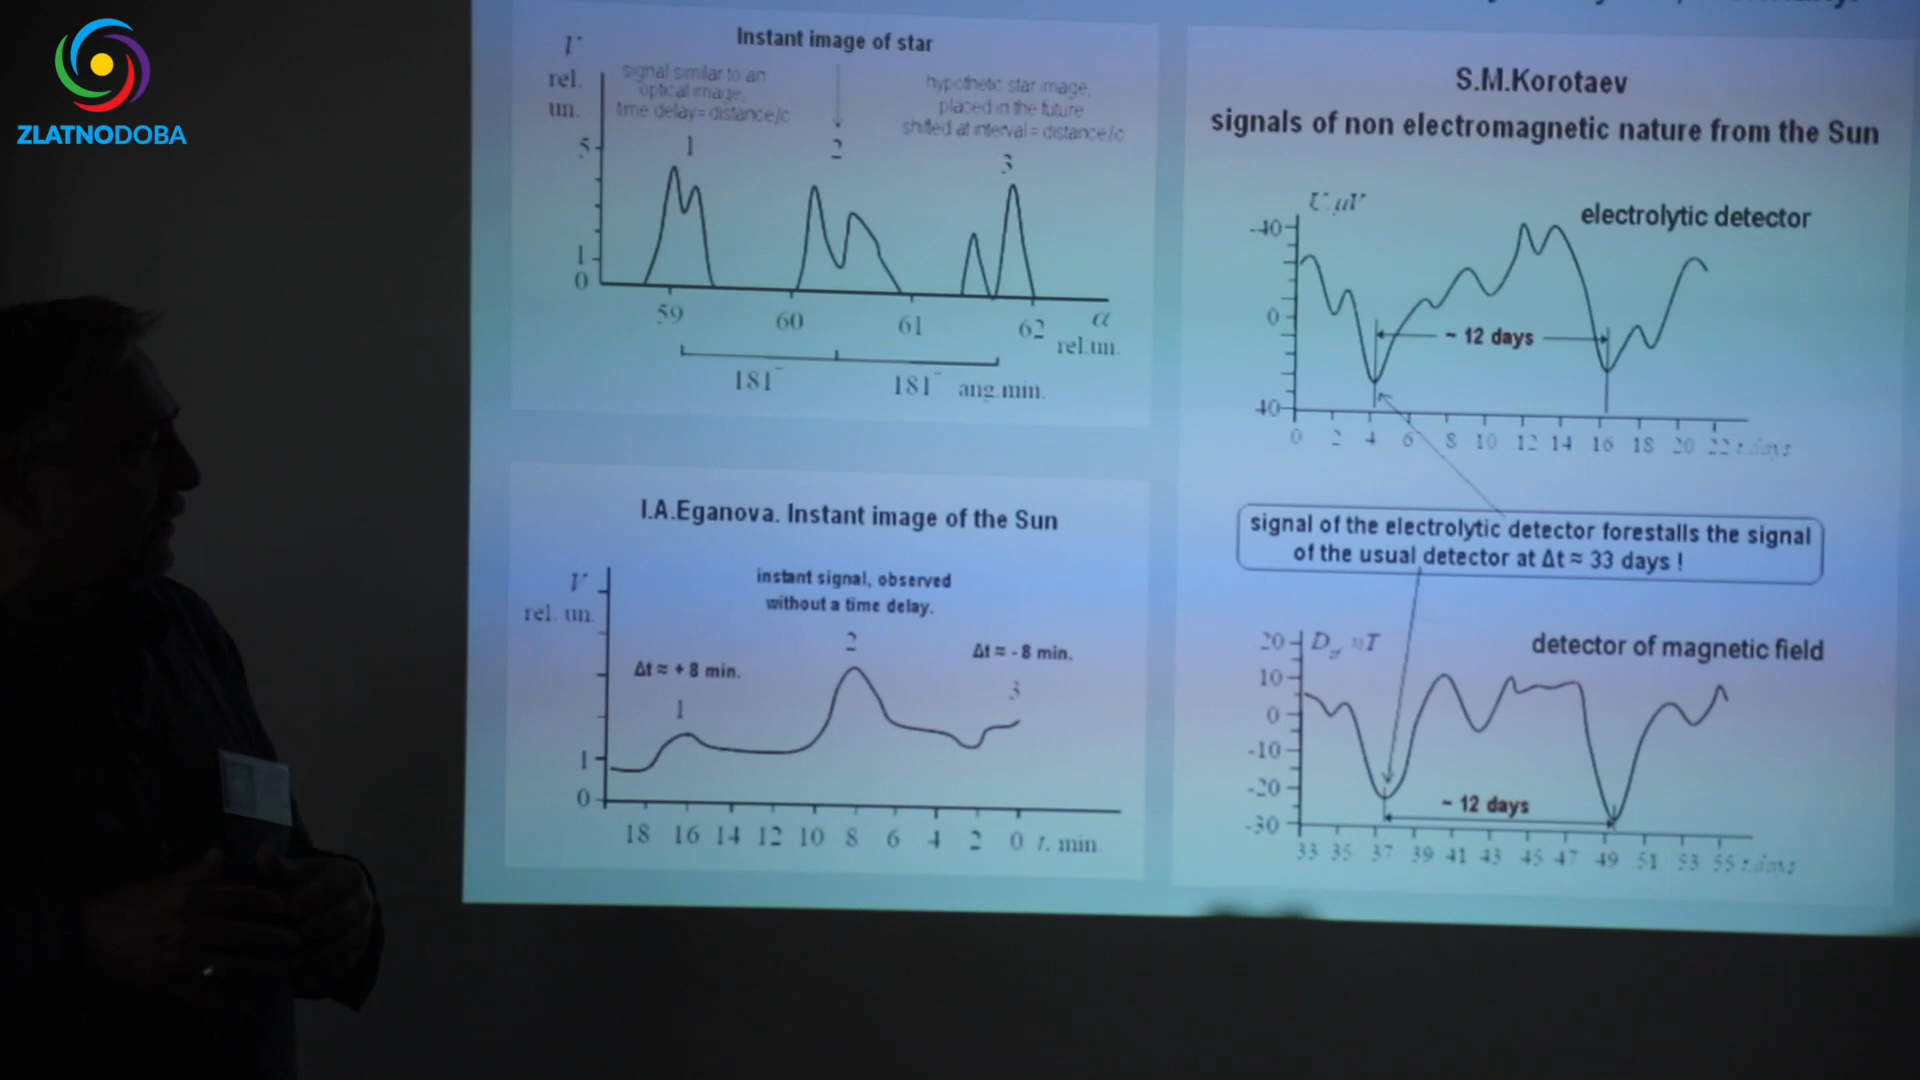 ZLATNODOBA
Instant image of star
rel.
un.
signal similar to an
optical image,
time delay=distance/c
hypothetic star image,
placed in the future
shifted at interval = distance/c
5
1
0
1
2
3
59
60
61
62
α
rel.un.
181
181
ang.min.
I.A.Eganova. Instant image of the Sun
V
rel. un.
instant signal, observed
without a time delay.
Δt ≈ + 8 min.
Δt ≈ - 8 min.
1
2
3
1
0
18 16 14 12 10 8 6 4 2 0 t. min
S.M.Korotaev
signals of non electromagnetic nature from the Sun
U. μV
electrolytic detector
-40
0
40
~ 12 days
0 2 4 6 8 10 12 14 16 18 20 22 t,days
signal of the electrolytic detector forestalls the signal
of the usual detector at Δt ≈ 33 days !
20
10
0
-10
-20
-30
nT
detector of magnetic field
~ 12 days
33 35 37 39 41 43 45 47 49 51 53 55 t,days